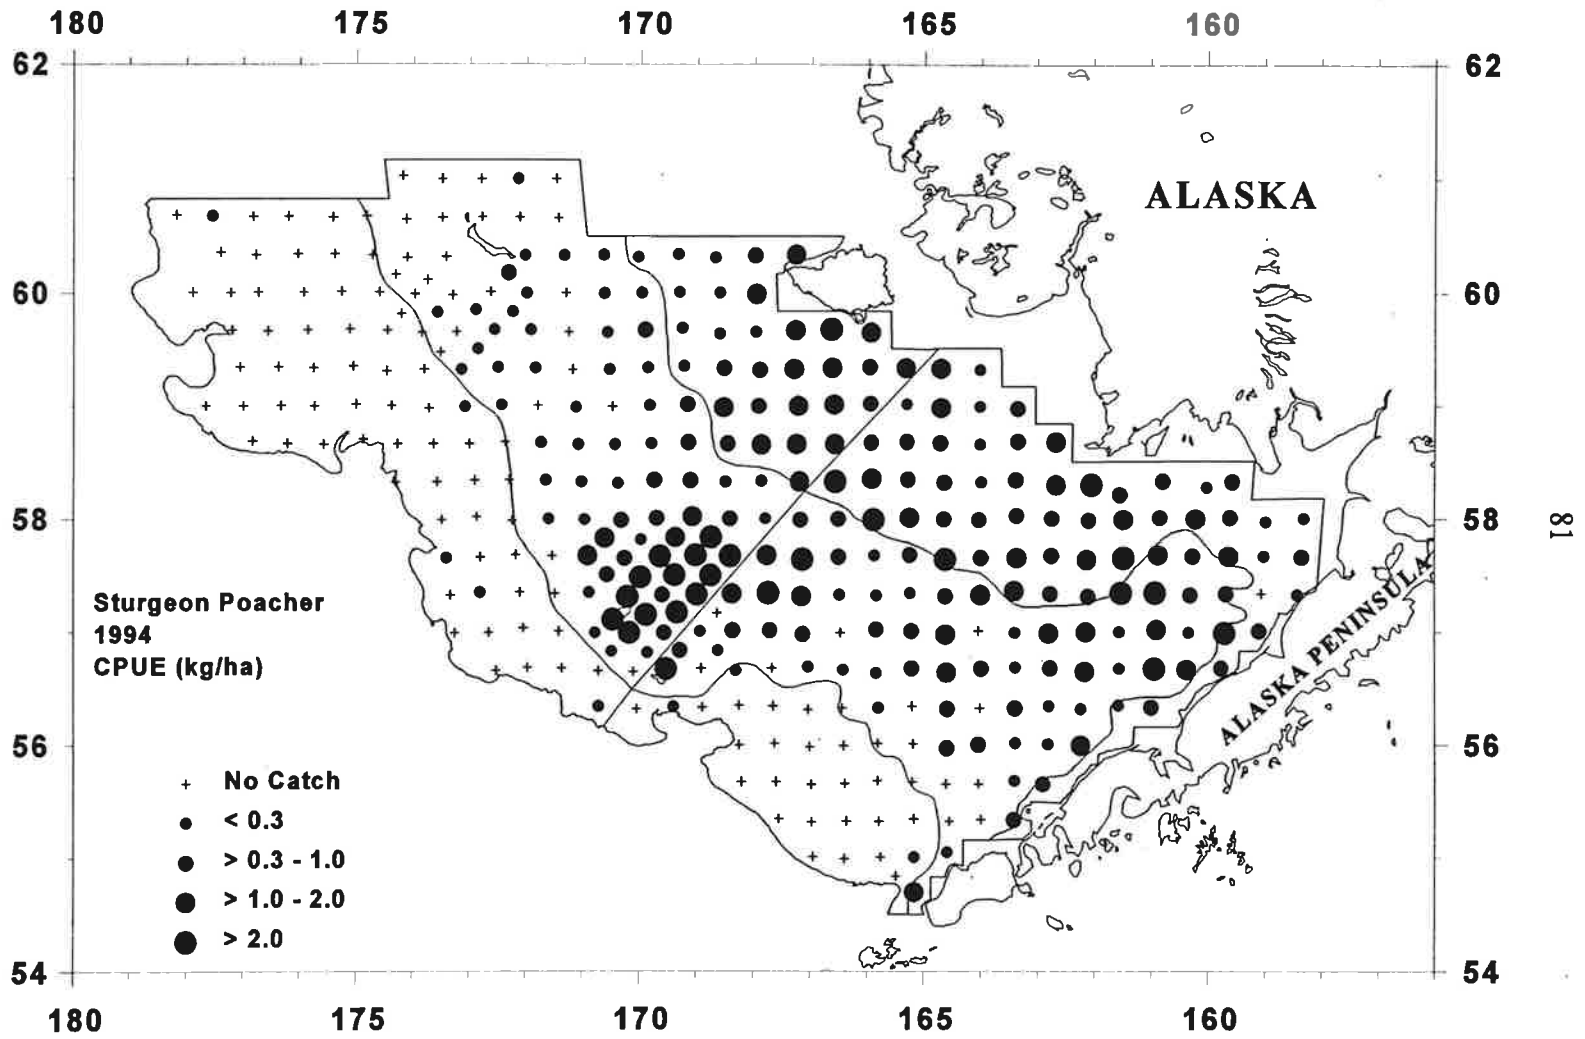 180 175 170 165 160
62 62
ALASKA
60 60
58 58
81
Sturgeon Poacher
1994
CPUE (kg/ha)
ALASKA PENINSULA
56 56
+ No Catch
< 0.3
> 0.3 - 1.0
> 1.0 - 2.0
> 2.0
54 54
180 175 170 165 160